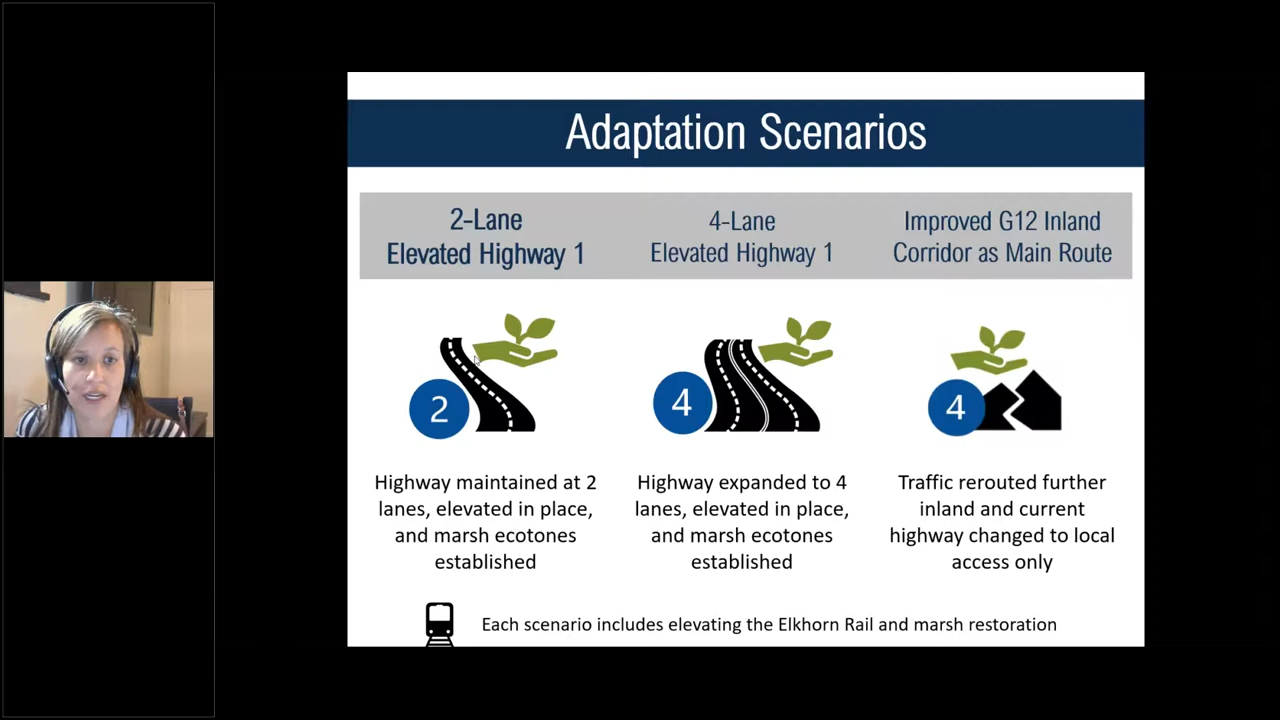 Adaptation Scenarios
2-Lane
Elevated Highway 1
4-Lane
Elevated Highway 1
Improved G12 Inland
Corridor as Main Route
2
4
4
Highway maintained at 2
lanes, elevated in place,
and marsh ecotones
established
Highway expanded to 4
lanes, elevated in place,
and marsh ecotones
established
Traffic rerouted further
inland and current
highway changed to local
access only
Each scenario includes elevating the Elkhorn Rail and marsh restoration